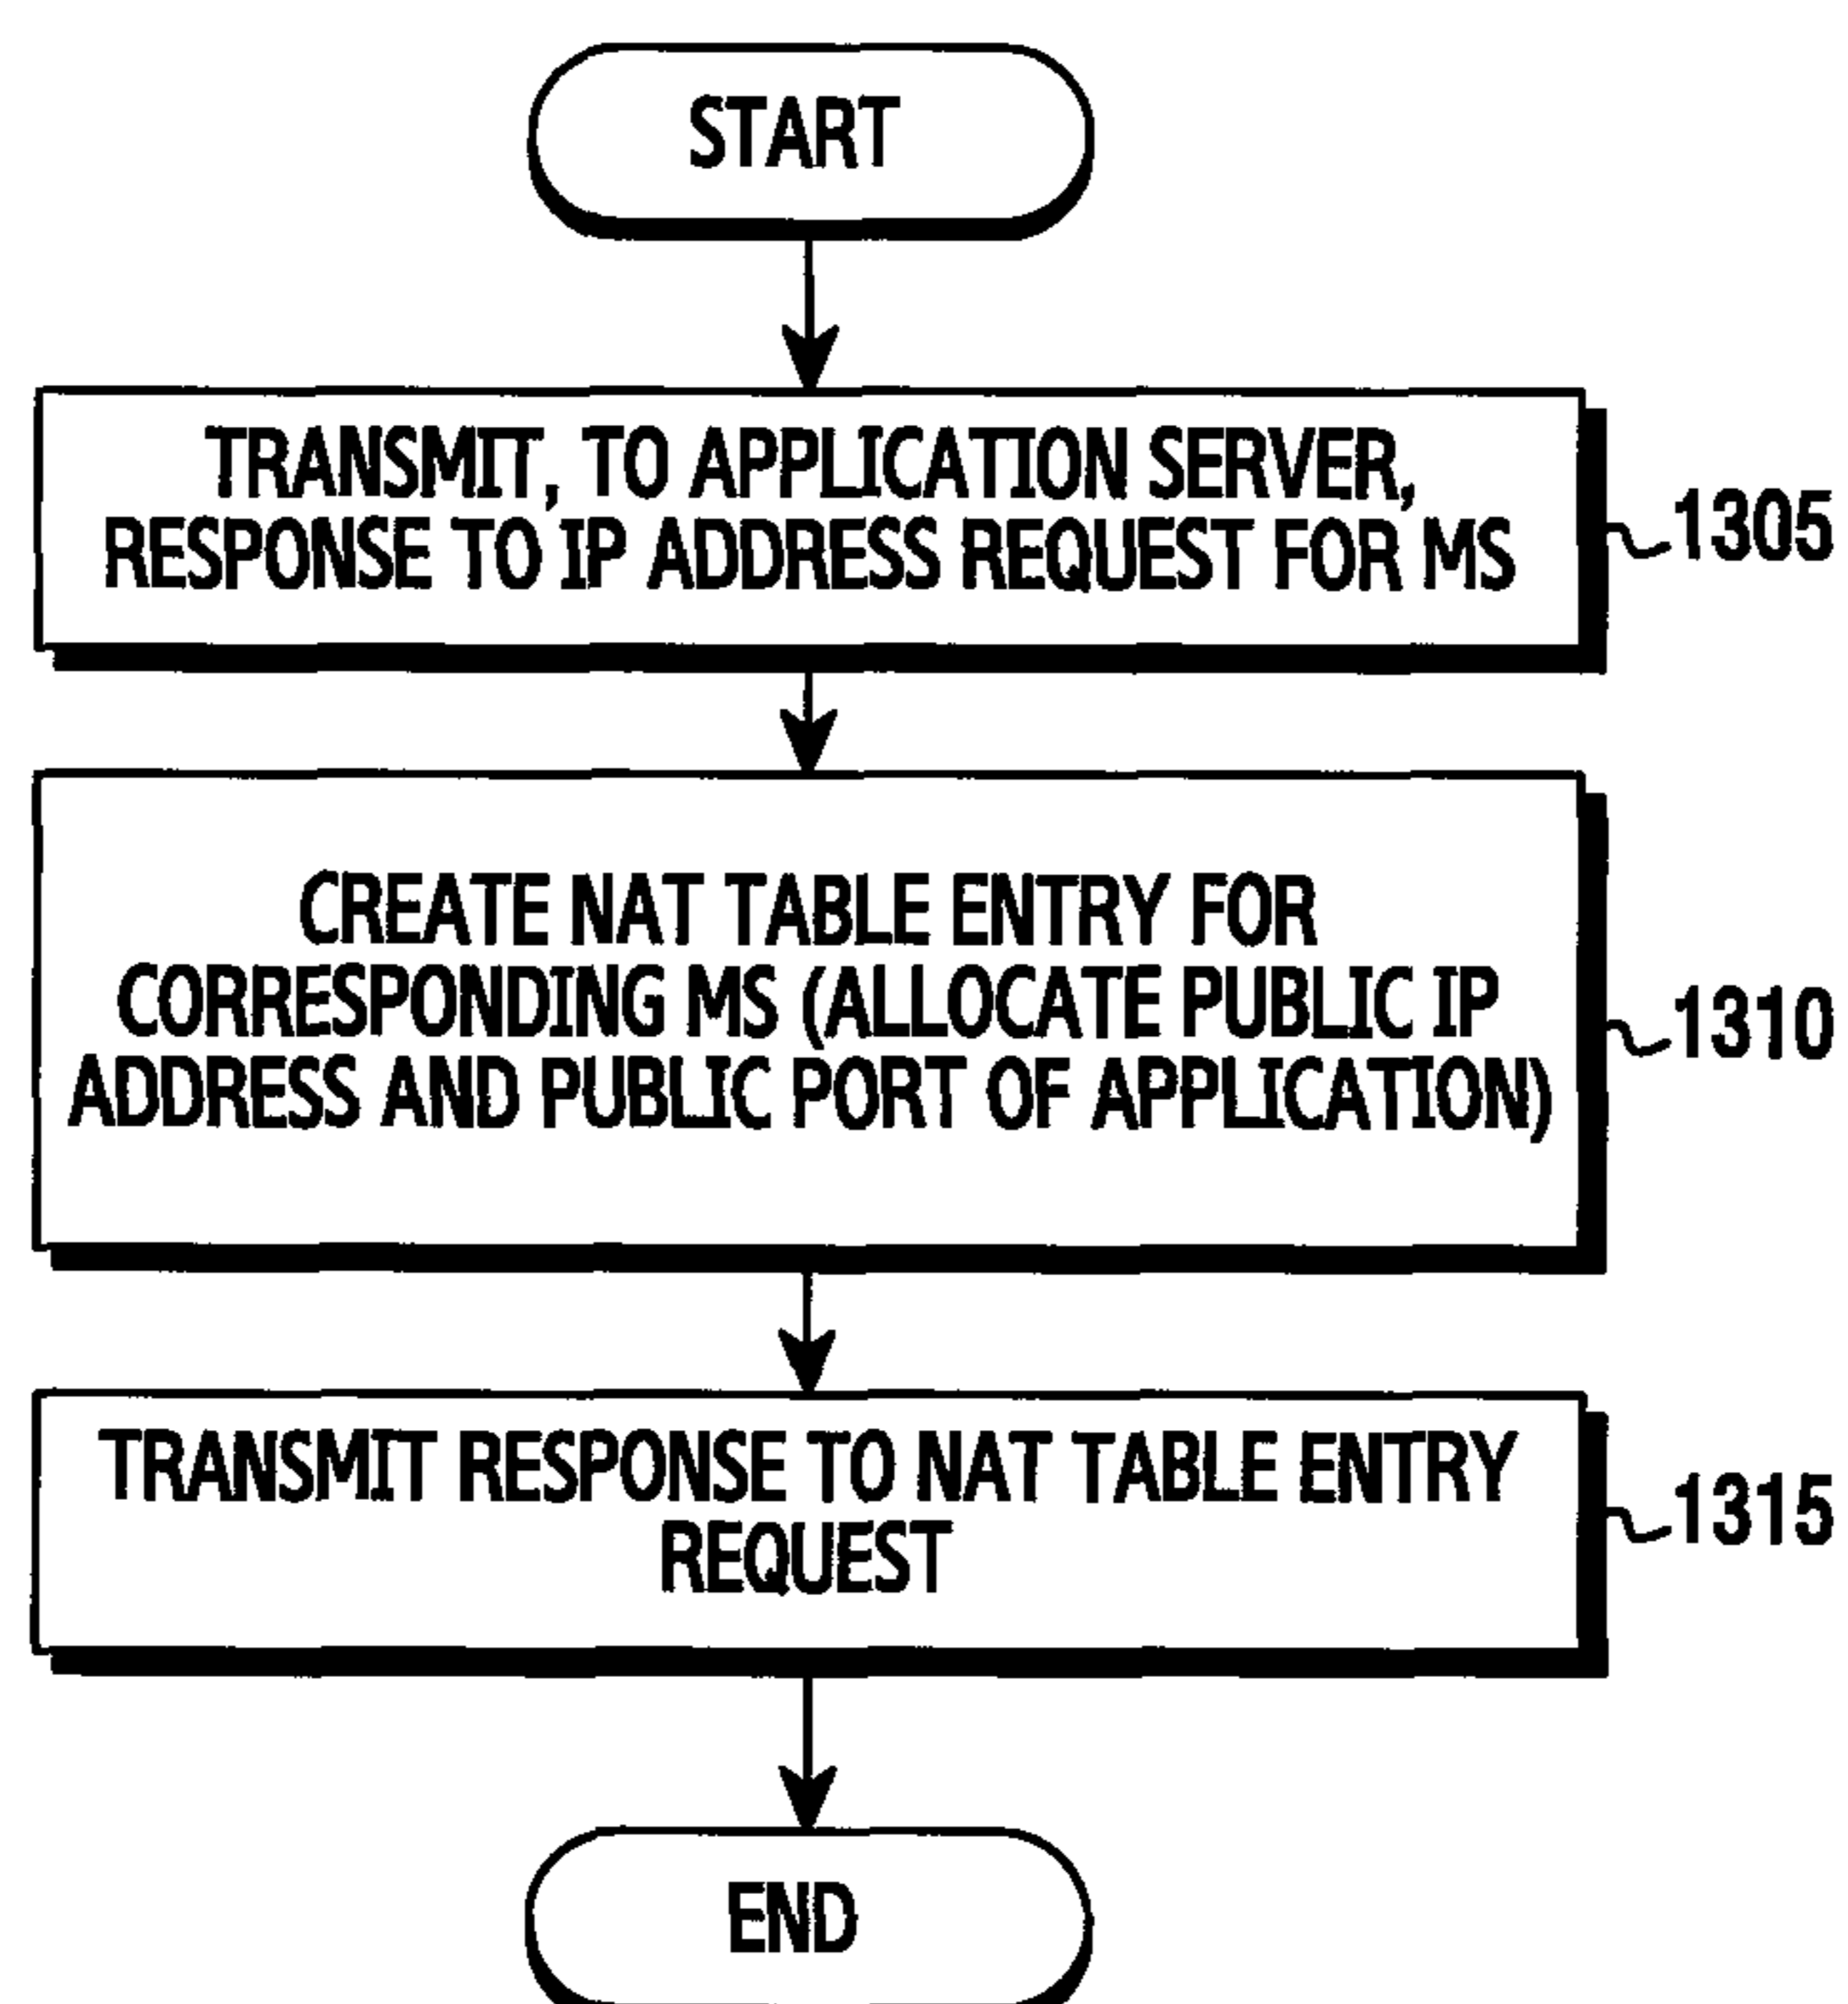 START
TRANSMIT, TO APPLICATION SERVER,
RESPONSE TO IP ADDRESS REQUEST FOR MS
1305
CREATE NAT TABLE ENTRY FOR
CORRESPONDING MS (ALLOCATE PUBLIC IP
ADDRESS AND PUBLIC PORT OF APPLICATION)
1310
TRANSMIT RESPONSE TO NAT TABLE ENTRY
REQUEST
1315
END